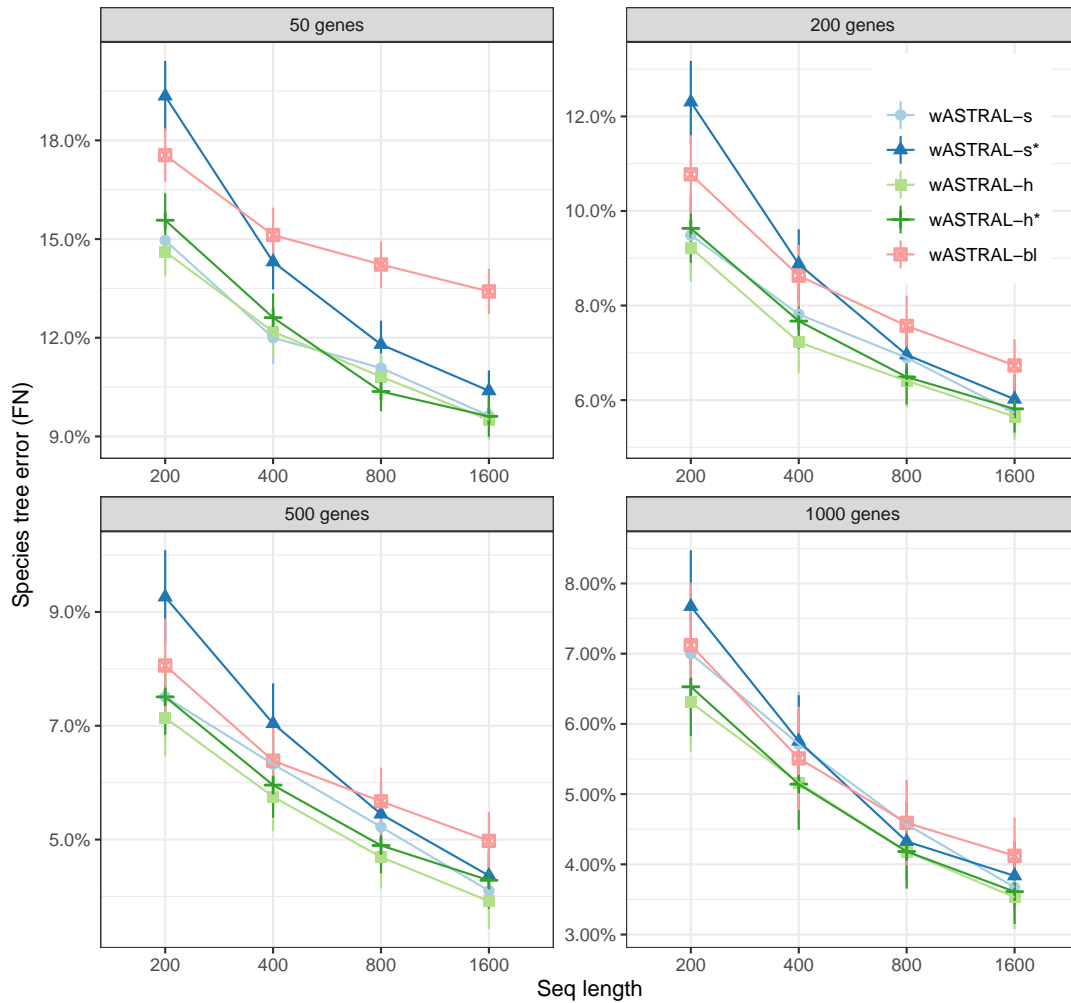 50 genes
200 genes
18.0%
15.0%
12.0%
9.0%
200 400 800 1600
12.0%
10.0%
8.0%
6.0%
200 400 800 1600
wASTRAL−s
wASTRAL−s*
wASTRAL−h
wASTRAL−h*
wASTRAL−bl
Species tree error (FN)
500 genes
1000 genes
9.0%
7.0%
5.0%
200 400 800 1600
8.00%
7.00%
6.00%
5.00%
4.00%
3.00%
200 400 800 1600
Seq length